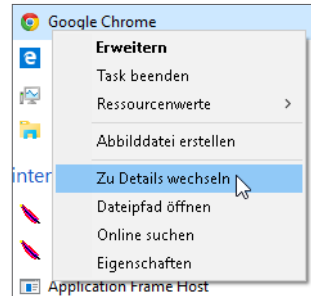 Google Chrome
Erweitern
Task beenden
Ressourcenwerte
Abbilddatei erstellen
inter
Zu Details wechseln
Dateipfad öffnen
Online suchen
Eigenschaften
Application Frame Host